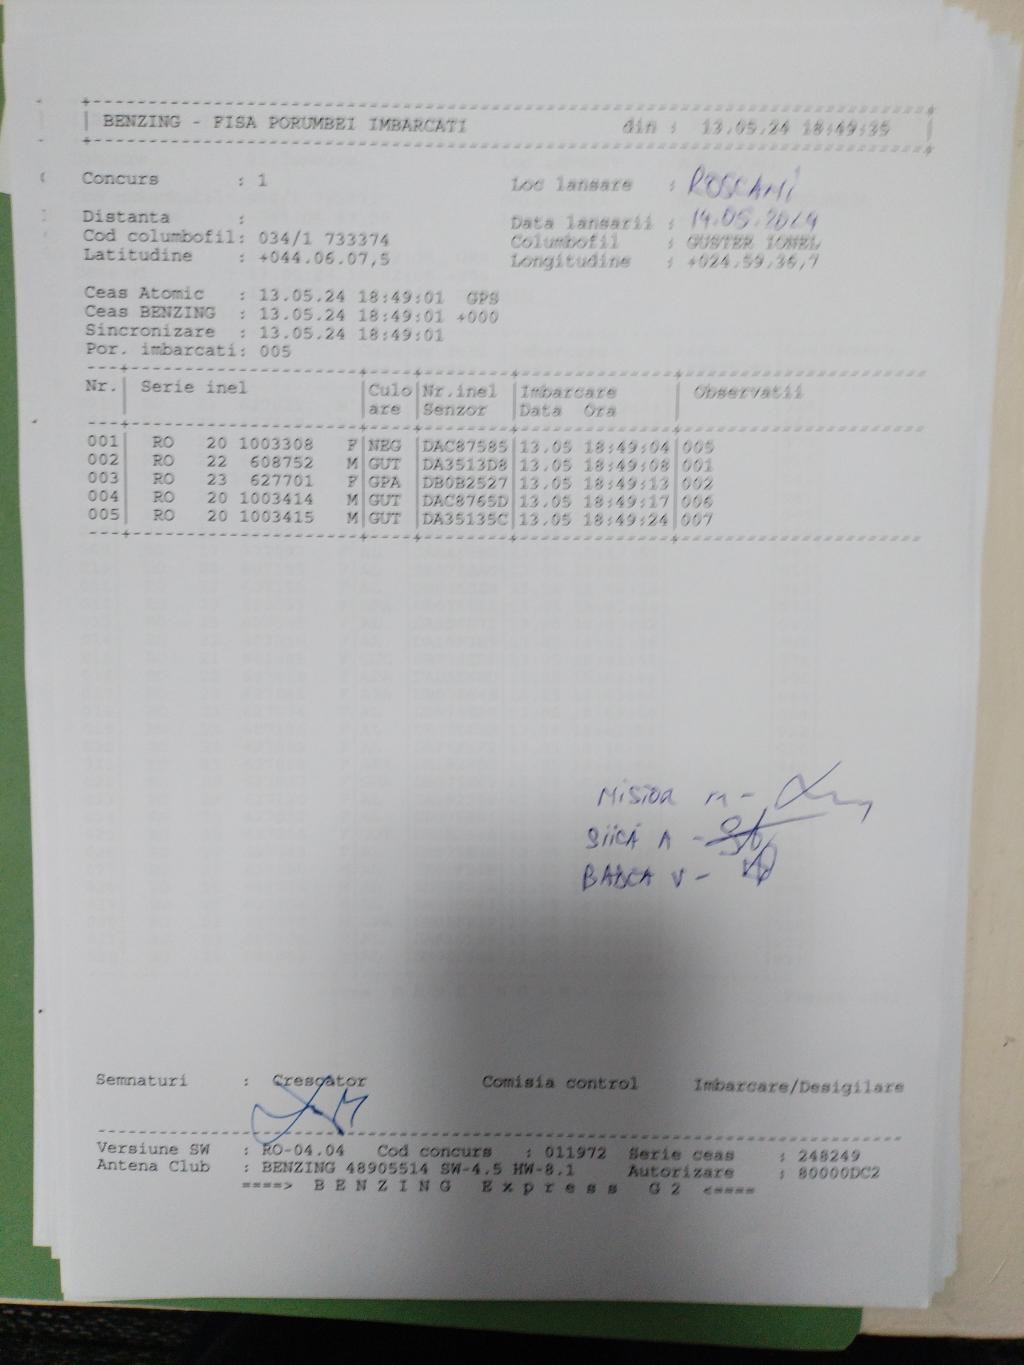 BENZING - FISA PORUMBEI IMBARCATI din : 13.05.24 18:49:35
Concurs : 1 Loc lansare : ROSCANI
Distanta : Data lansarii : 14.05.2024
Cod columbofil: 034/1 733374 Columbofil : GUSTER IONEL
Latitudine : +044.06.07,5 Longitudine : +024.59.36,7
Ceas Atomic : 13.05.24 18:49:01 GPS
Ceas BENZING : 13.05.24 18:49:01 +000
Sincronizare : 13.05.24 18:49:01
Por. imbarcati: 005
Nr. Serie inel Culo Nr.inel Imbarcare Observatii
are Senzor Data Ora
001 RO 20 1003308 F NEG DAC87585 13.05 18:49:04 005
002 RO 22 608752 M GUT DA3513D8 13.05 18:49:08 001
003 RO 23 627701 F GPA DB0B2527 13.05 18:49:13 002
004 RO 20 1003414 M GUT DAC8765D 13.05 18:49:17 006
005 RO 20 1003415 M GUT DA35135C 13.05 18:49:24 007
M -
SIICĂ A -
BADEA V -
Semnaturi : Crescator Comisia control Imbarcare/Desigilare
Versiune SW : RO-04.04 Cod concurs : 011972 Serie ceas : 248249
Antena Club : BENZING 48905514 SW-4.5 HW-8.1 Autorizare : 80000DC2
====> B E N Z I N G E x p r e s s G 2 <====